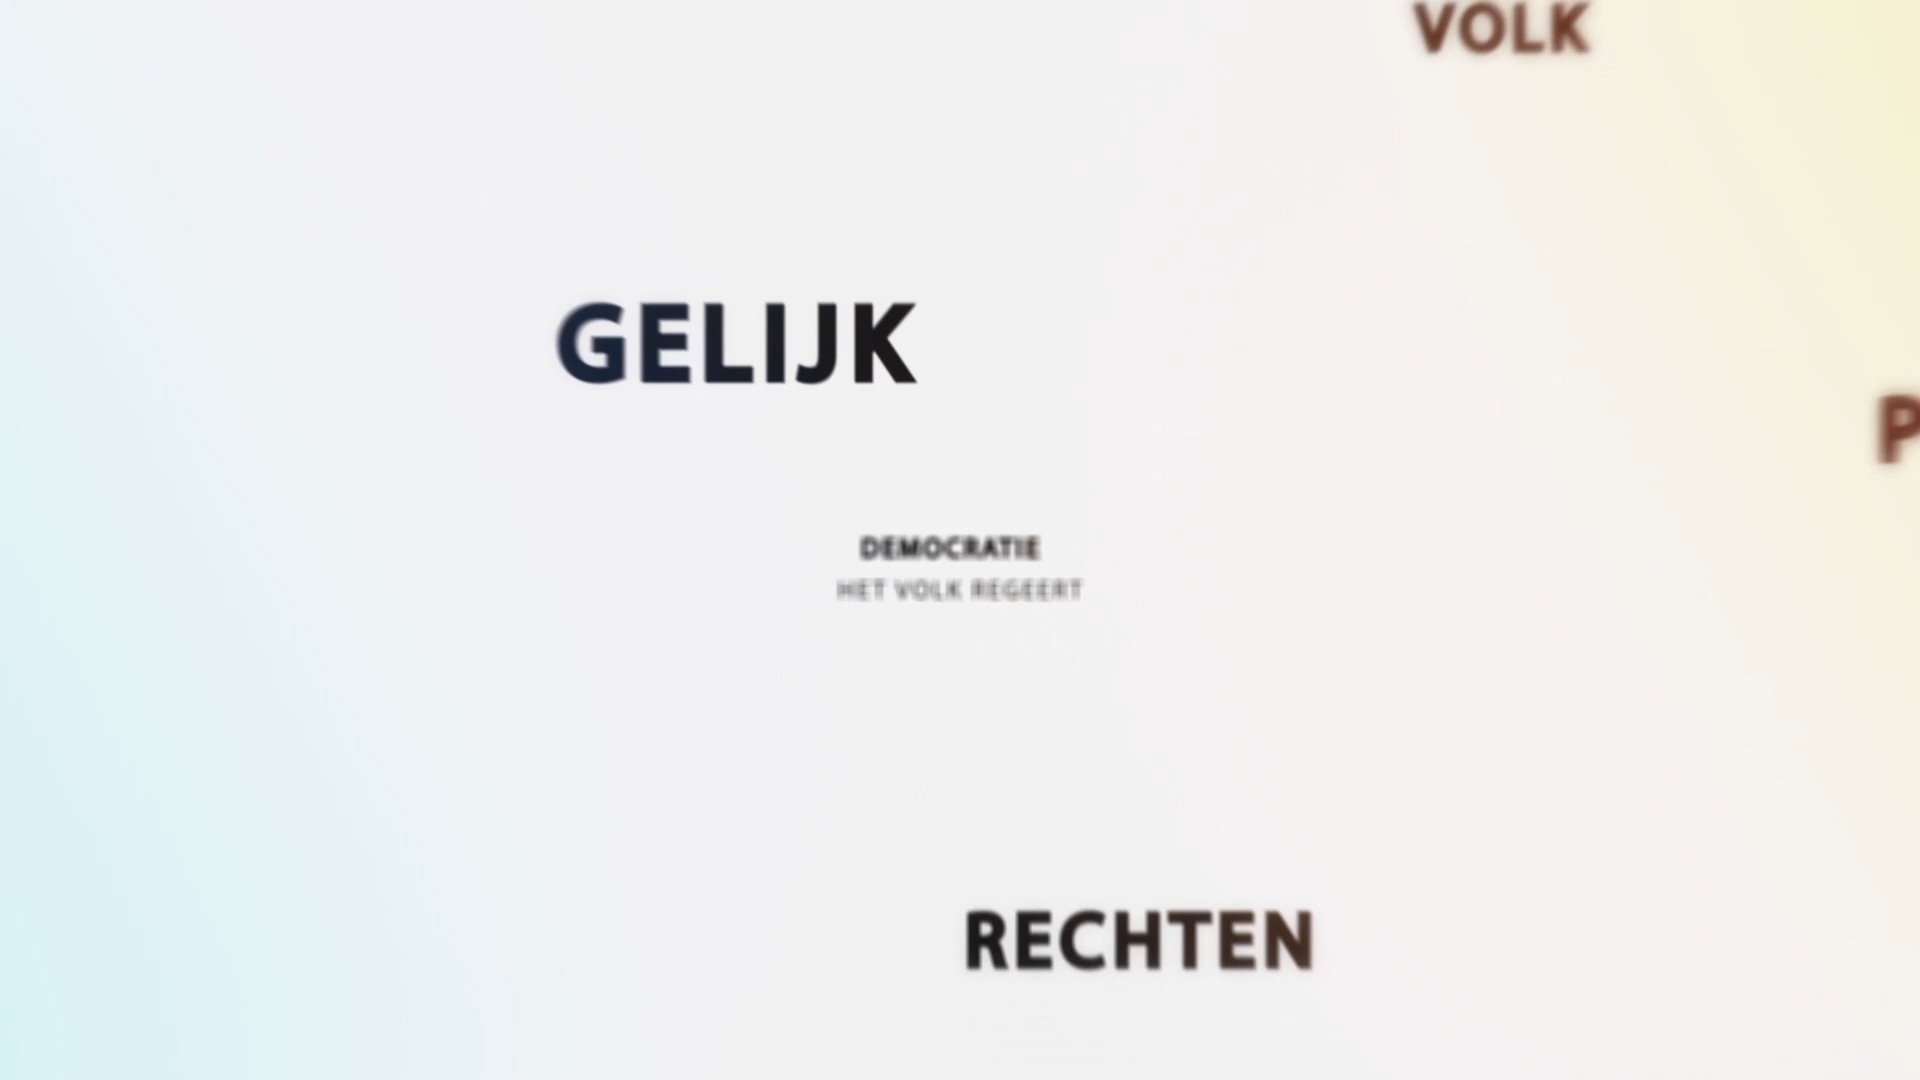 VOLK
GELIJK
P
DEMOCRATIE
HET VOLK REGEERT
RECHTEN